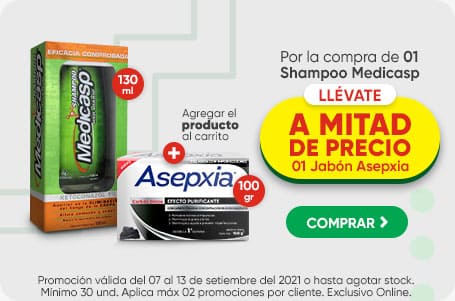 EFICACIA COMPROBADA
SHAMPOO
Medicasp
KETOCONAZOL 1%
130
ml
Agregar el
producto
al carrito
+
Asepxia
Carbón Detox
EFECTO PURIFICANTE
100 g
100
gr
Por la compra de 01
Shampoo Medicasp
LLÉVATE
A MITAD
DE PRECIO
01 Jabón Asepxia
COMPRAR >
Promoción válida del 07 al 13 de setiembre del 2021 o hasta agotar stock.
Mínimo 30 und. Aplica máx 02 promociones por cliente. Exclusivo Online.